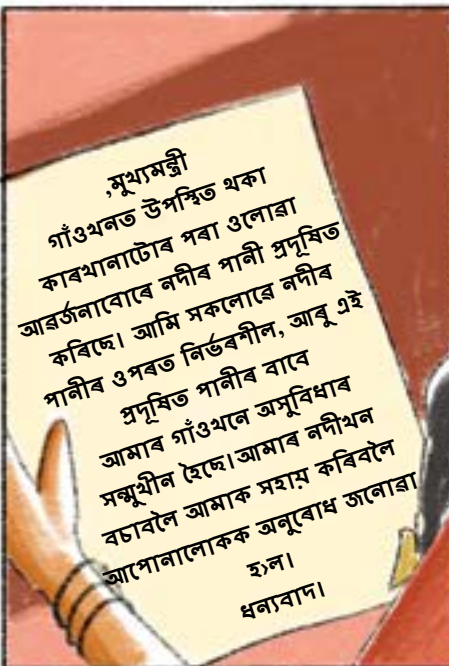 ,মুখ্যমন্ত্ৰী
গাঁওখনত উপস্থিত থকা
কাৰখানাটোৰ পৰা ওলোৱা
আৱৰ্জনাবোৰে নদীৰ পানী প্ৰদূষিত
কৰিছে। আমি সকলোৱে নদীৰ
পানীৰ ওপৰত নিৰ্ভৰশীল, আৰু এই
প্ৰদূষিত পানীৰ বাবে
আমাৰ গাঁওখনে অসুবিধাৰ
সন্মুখীন হৈছে।আমাৰ নদীখন
বচাবলৈ আমাক সহায় কৰিবলৈ
আপোনালোকক অনুৰোধ জনোৱা
হ›ল।
ধন্যবাদ।